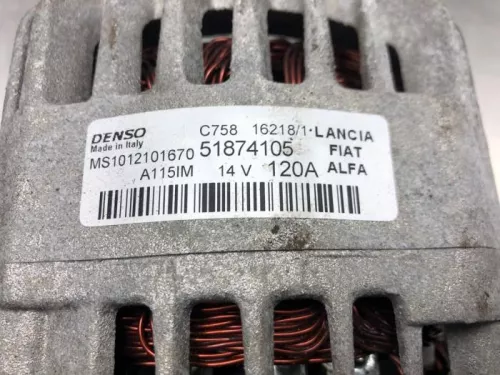 DENSO C758 16218/1· LANCIA
Made in Italy
MS1012101670 51874105 FIAT
A115IM 14 V 120A ALFA